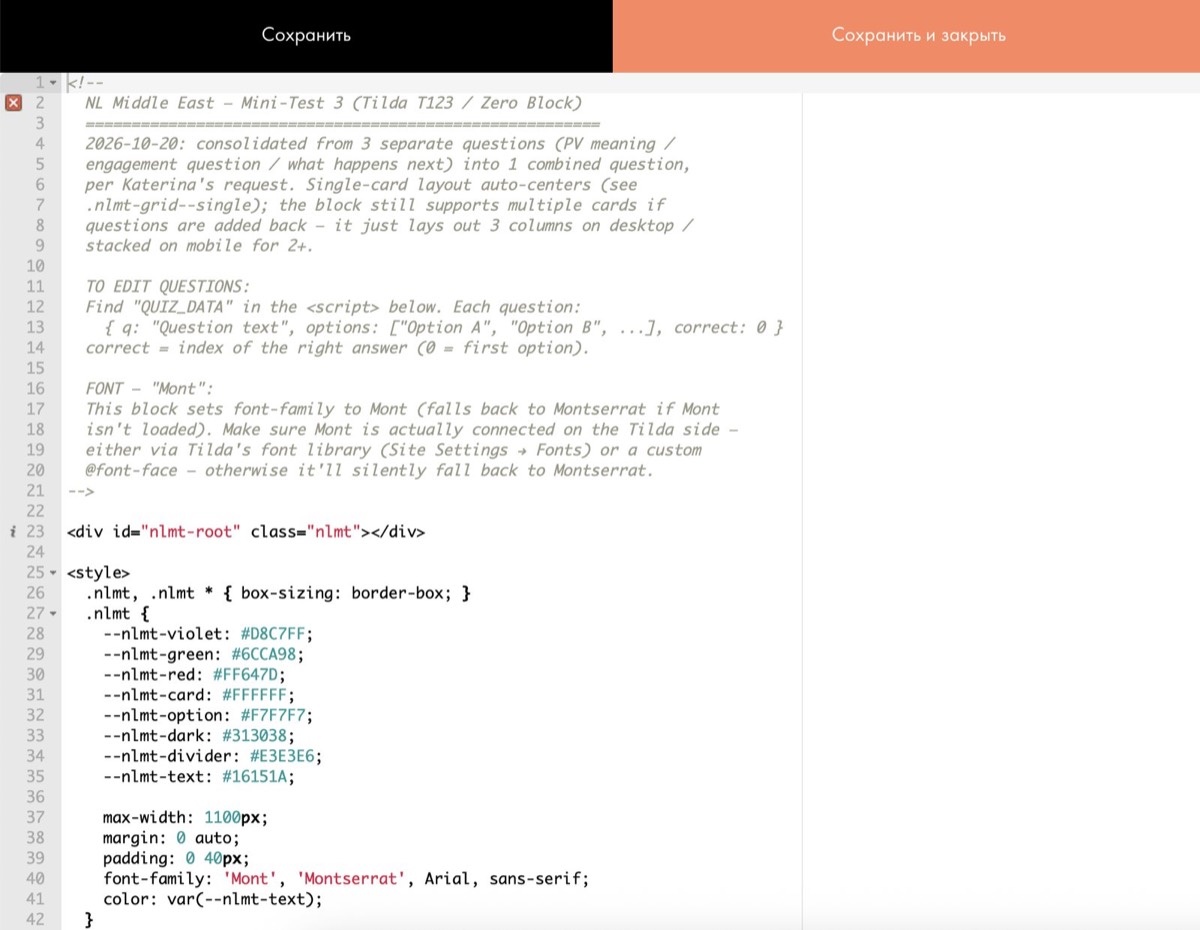 Сохранить
Сохранить и закрыть
1 <!--
2 NL Middle East — Mini-Test 3 (Tilda T123 / Zero Block)
3 ========================================================
4 2026-10-20: consolidated from 3 separate questions (PV meaning /
5 engagement question / what happens next) into 1 combined question,
6 per Katerina's request. Single-card layout auto-centers (see
7 .nlmt-grid--single); the block still supports multiple cards if
8 questions are added back — it just lays out 3 columns on desktop /
9 stacked on mobile for 2+.
10
11 TO EDIT QUESTIONS:
12 Find "QUIZ_DATA" in the <script> below. Each question:
13 { q: "Question text", options: ["Option A", "Option B", ...], correct: 0 }
14 correct = index of the right answer (0 = first option).
15
16 FONT — "Mont":
17 This block sets font-family to Mont (falls back to Montserrat if Mont
18 isn't loaded). Make sure Mont is actually connected on the Tilda side —
19 either via Tilda's font library (Site Settings → Fonts) or a custom
20 @font-face — otherwise it'll silently fall back to Montserrat.
21 -->
22
23 <div id="nlmt-root" class="nlmt"></div>
24
25 <style>
26 .nlmt, .nlmt * { box-sizing: border-box; }
27 .nlmt {
28 --nlmt-violet: #D8C7FF;
29 --nlmt-green: #6CCA98;
30 --nlmt-red: #FF647D;
31 --nlmt-card: #FFFFFF;
32 --nlmt-option: #F7F7F7;
33 --nlmt-dark: #313038;
34 --nlmt-divider: #E3E3E6;
35 --nlmt-text: #16151A;
36
37 max-width: 1100px;
38 margin: 0 auto;
39 padding: 0 40px;
40 font-family: 'Mont', 'Montserrat', Arial, sans-serif;
41 color: var(--nlmt-text);
42 }